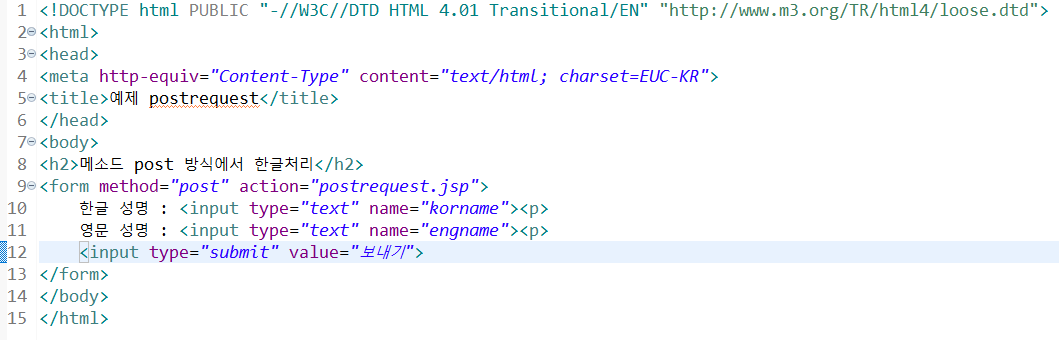 1 <!DOCTYPE html PUBLIC "-//W3C//DTD HTML 4.01 Transitional/EN" "http://www.m3.org/TR/html4/loose.dtd">
2 <html>
3 <head>
4 <meta http-equiv="Content-Type" content="text/html; charset=EUC-KR">
5 <title>예제 postrequest</title>
6 </head>
7 <body>
8 <h2>메소드 post 방식에서 한글처리</h2>
9 <form method="post" action="postrequest.jsp">
10     한글 성명 : <input type="text" name="korname"><p>
11     영문 성명 : <input type="text" name="engname"><p>
12     <input type="submit" value="보내기">
13 </form>
14 </body>
15 </html>